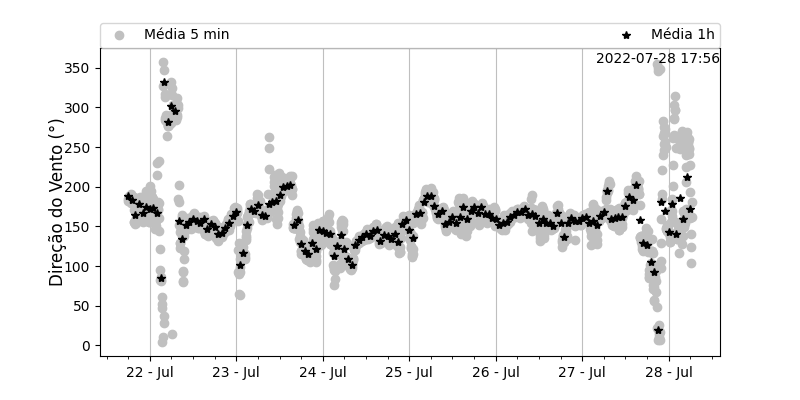 Média 5 min
Média 1h
2022-07-28 17:56
Direção do Vento (°)
350
300
250
200
150
100
50
0
22 - Jul
23 - Jul
24 - Jul
25 - Jul
26 - Jul
27 - Jul
28 - Jul